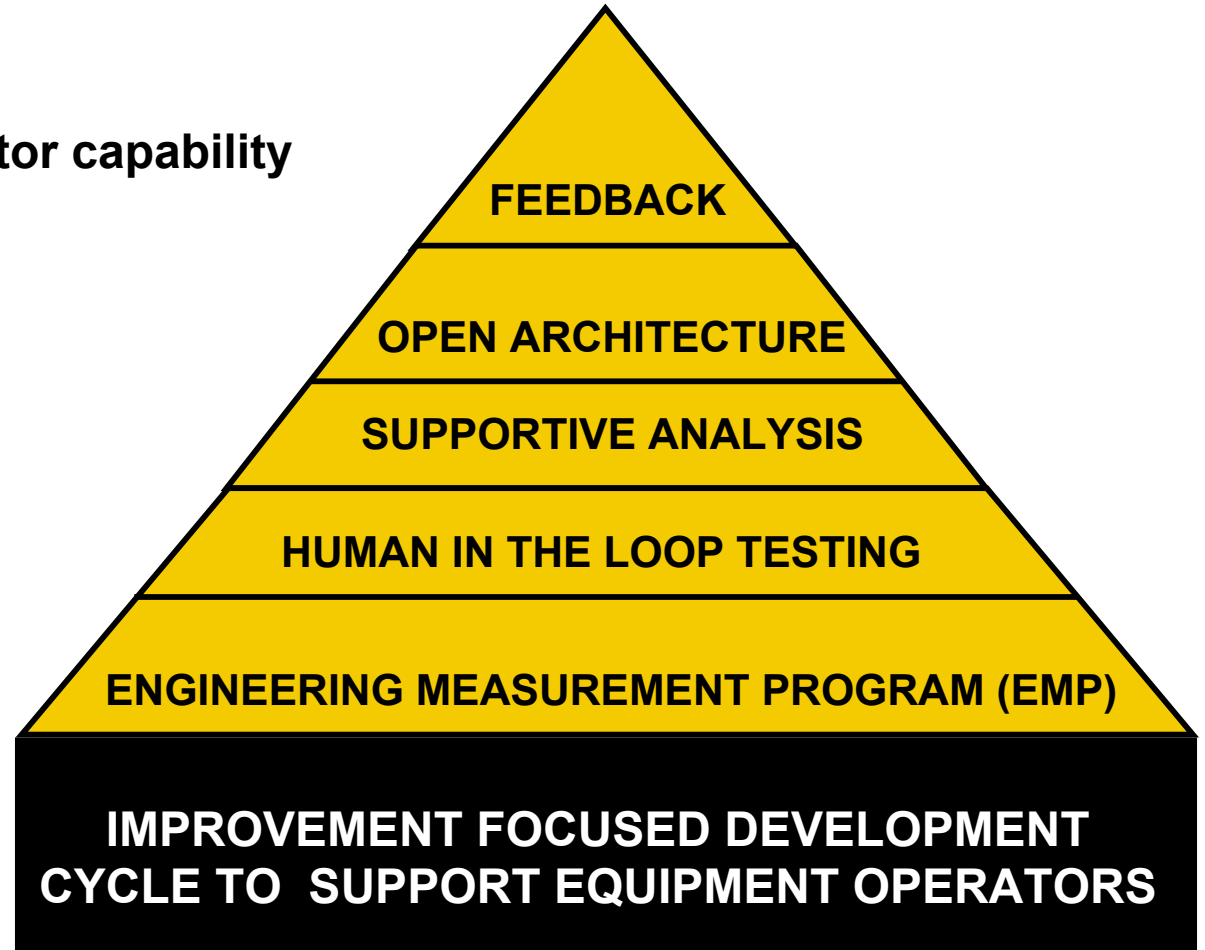 tor capability
FEEDBACK
OPEN ARCHITECTURE
SUPPORTIVE ANALYSIS
HUMAN IN THE LOOP TESTING
ENGINEERING MEASUREMENT PROGRAM (EMP)
IMPROVEMENT FOCUSED DEVELOPMENT
CYCLE TO SUPPORT EQUIPMENT OPERATORS